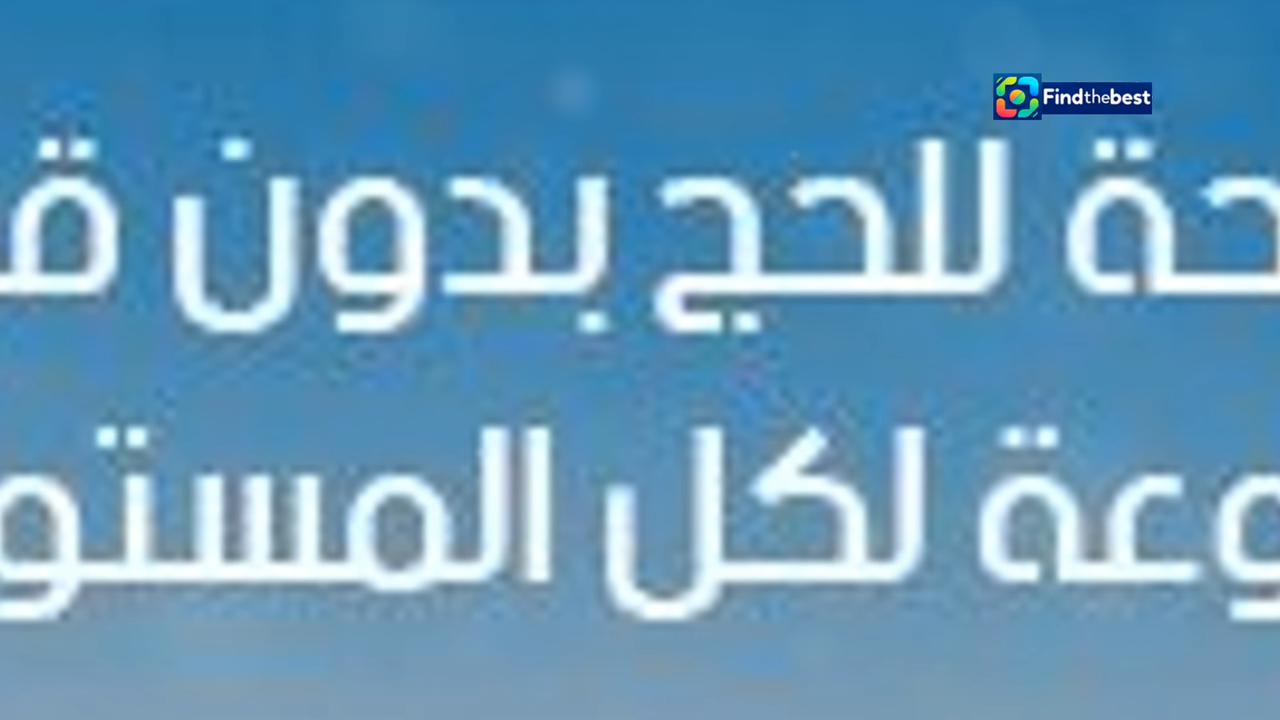 Findthebest
حة للحج بدون ق
وعة لكل المستو